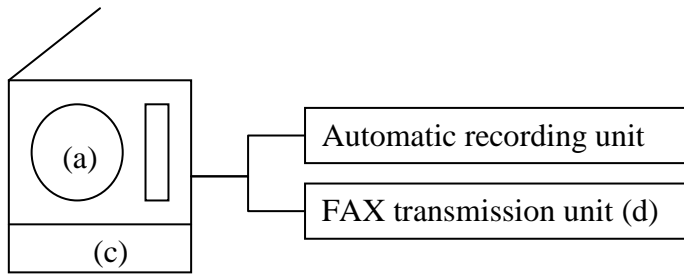 (a)
(c)
Automatic recording unit
FAX transmission unit (d)